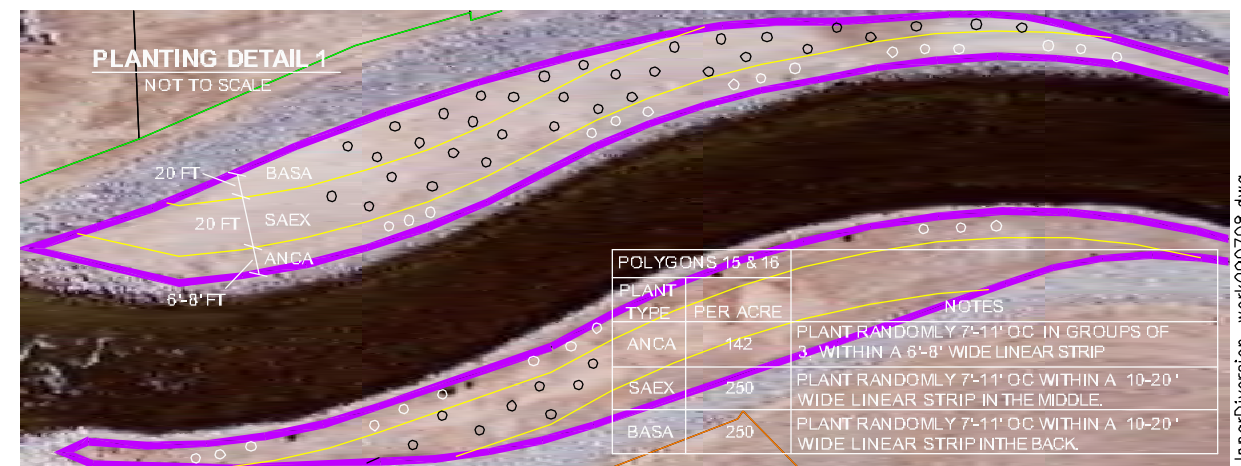 PLANTING DETAIL 1
NOT TO SCALE
20 FT
BASA
20 FT
SAEX
ANCA
6'-8' FT
POLYGONS 15 & 16
PLANT
TYPE
PER ACRE
NOTES
ANCA
142
PLANT RANDOMLY 7'-11' OC IN GROUPS OF
3, WITHIN A 6'-8' WIDE LINEAR STRIP
SAEX
250
PLANT RANDOMLY 7'-11' OC WITHIN A 10-20'
WIDE LINEAR STRIP IN THE MIDDLE.
BASA
250
PLANT RANDOMLY 7'-11' OC WITHIN A 10-20'
WIDE LINEAR STRIP IN THE BACK.